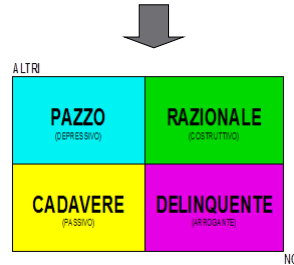 ALTRI
PAZZO
(DEPRESSIVO)
RAZIONALE
(COSTRUTTIVO)
CADAVERE
(PASSIVO)
DELINQUENTE
(ARROGANTE)